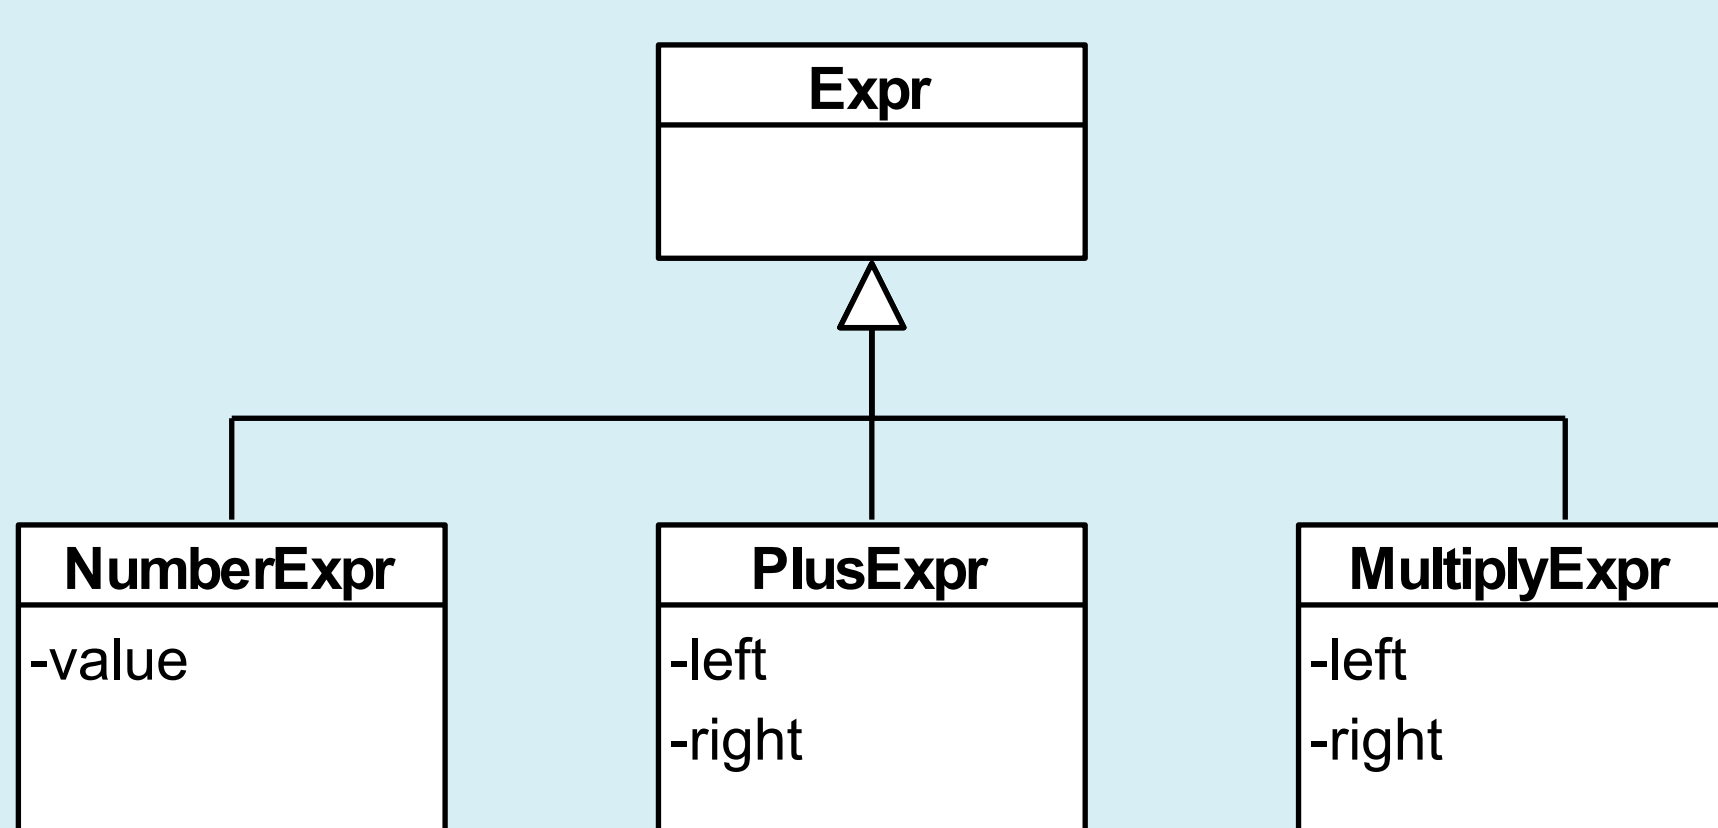 Expr
NumberExpr
-value
PlusExpr
-left
-right
MultiplyExpr
-left
-right